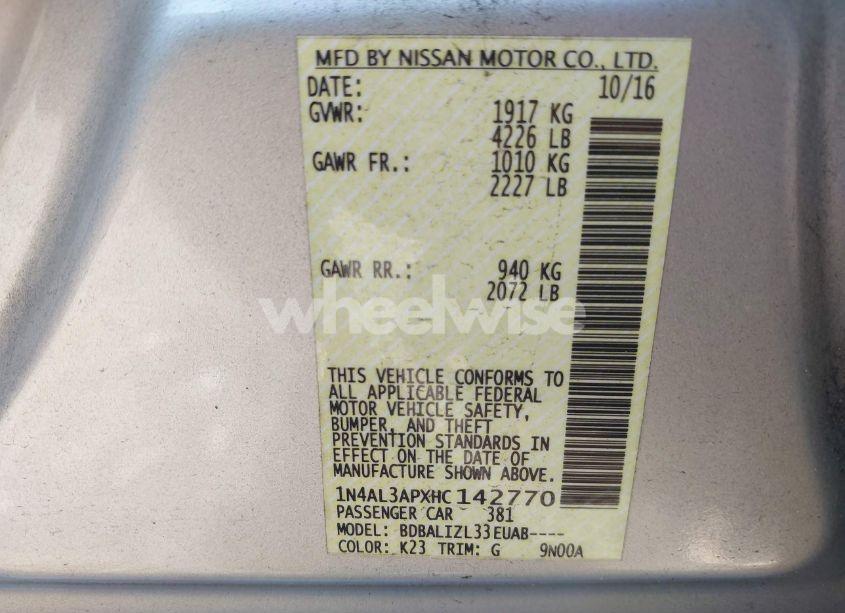 MFD BY NISSAN MOTOR CO., LTD.
DATE: 10/16
GVWR: 1917 KG
4226 LB
GAWR FR.: 1010 KG
2227 LB
GAWR RR.: 940 KG
2072 LB
wheelwise
THIS VEHICLE CONFORMS TO
ALL APPLICABLE FEDERAL
MOTOR VEHICLE SAFETY,
BUMPER, AND THEFT
PREVENTION STANDARDS IN
EFFECT ON THE DATE OF
MANUFACTURE SHOWN ABOVE.
1N4AL3APXHC142770
PASSENGER CAR 381
MODEL: BDBALIZL33EUAB----
COLOR: K23 TRIM: G 9N00A